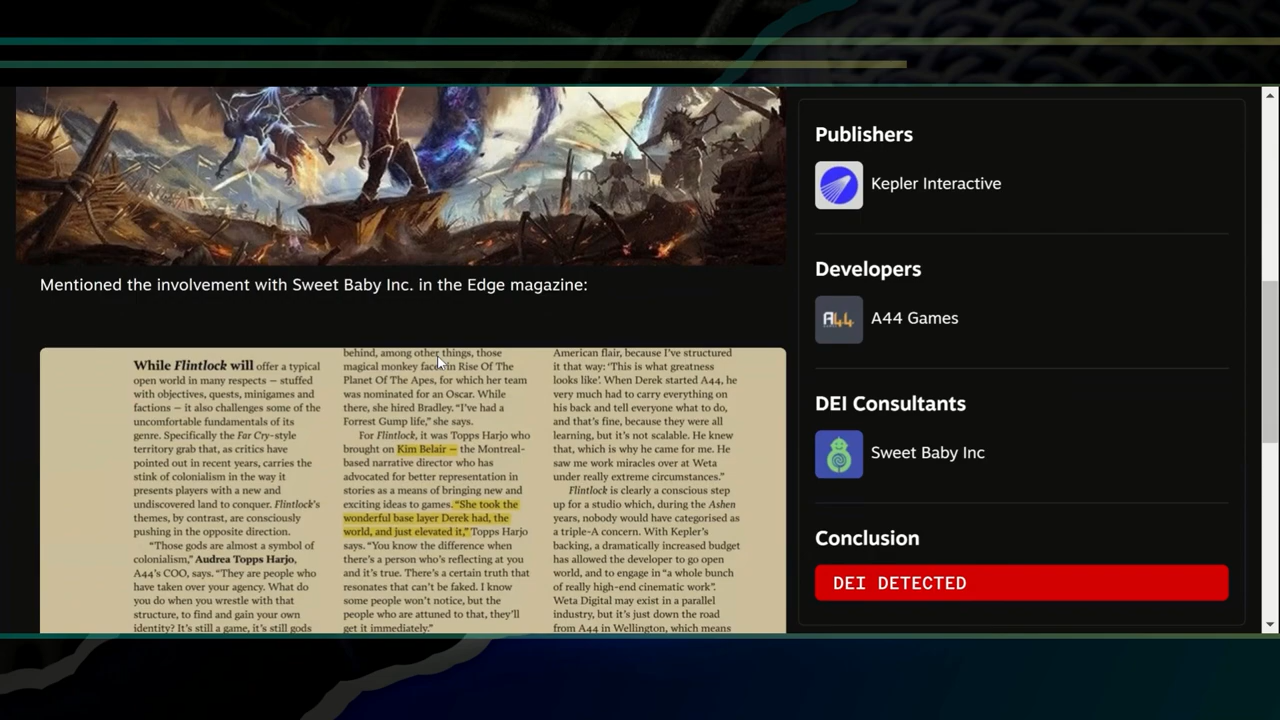 Mentioned the involvement with Sweet Baby Inc. in the Edge magazine:
While Flintlock will offer a typical
open world in many respects – stuffed
with objectives, quests, minigames and
factions – it also challenges some of the
uncomfortable fundamentals of its
genre. Specifically the Far Cry-style
territory grab that, as critics have
pointed out in recent years, carries the
stink of colonialism in the way it
presents players with a new and
undiscovered land to conquer. Flintlock's
themes, by contrast, are consciously
pushing in the opposite direction.
“Those gods are almost a symbol of
colonialism,” Audrea Topps Harjo,
A44's COO, says. “They are people who
have taken over your agency. What do
you do when you wrestle with that
structure, to find and gain your own
identity? It's still a game, it's still gods
behind, among other things, those
magical monkey faces in Rise Of The
Planet Of The Apes, for which her team
was nominated for an Oscar. While
there, she hired Bradley. “I've had a
Forrest Gump life,” she says.
For Flintlock, it was Topps Harjo who
brought on Kim Belair – the Montreal-
based narrative director who has
advocated for better representation in
stories as a means of bringing new and
exciting ideas to games. “She took the
wonderful base layer Derek had, the
world, and just elevated it,” Topps Harjo
says. “You know the difference when
there's a person who's reflecting at you
and it's true. There's a certain truth that
resonates that can't be faked. I know
some people won't notice, but the
people who are attuned to that, they'll
get it immediately.”
American flair, because I've structured
it that way: ‘This is what greatness
looks like’. When Derek started A44, he
very much had to carry everything on
his back and tell everyone what to do,
and that's fine, because they were all
learning, but it's not scalable. He knew
that, which is why he came for me. He
saw me work miracles over at Weta
under really extreme circumstances.”
Flintlock is clearly a conscious step
up for a studio which, during the Ashen
years, nobody would have categorised as
a triple-A concern. With Kepler's
backing, a dramatically increased budget
has allowed the developer to go open
world, and to engage in “a whole bunch
of really high-end cinematic work”.
Weta Digital may exist in a parallel
industry, but it's just down the road
from A44 in Wellington, which means
Publishers
Kepler Interactive
Developers
A44
A44 Games
DEI Consultants
Sweet Baby Inc
Conclusion
DEI DETECTED